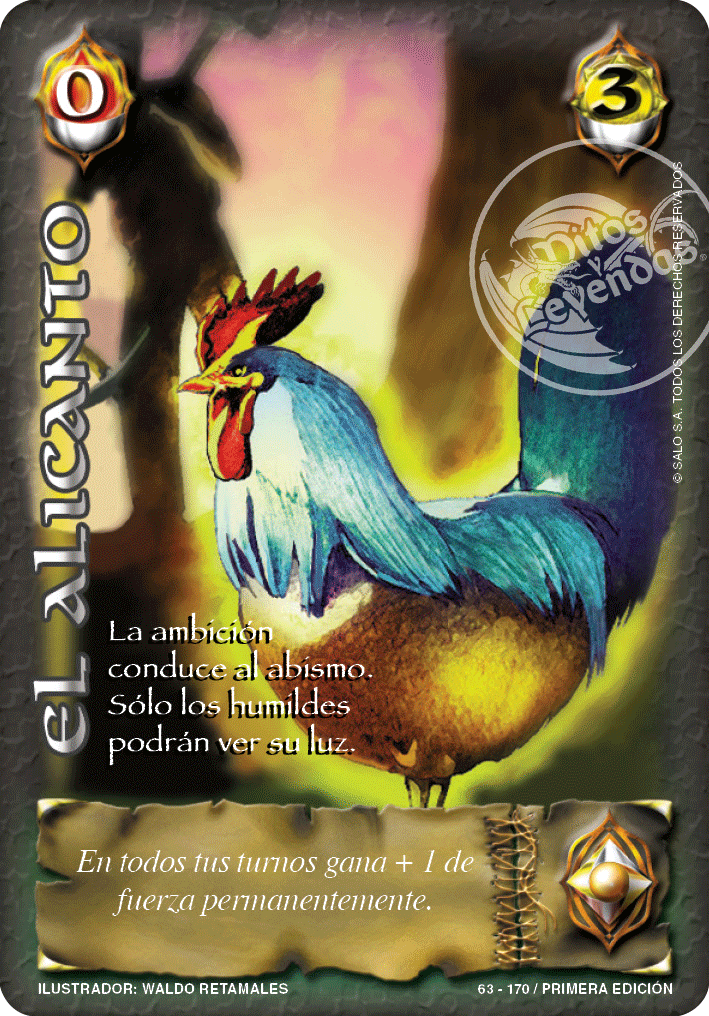 0
3
Mitos
y
Leyendas
®
© SALO S.A. TODOS LOS DERECHOS RESERVADOS
EL ALICANTO
La ambición
conduce al abismo.
Sólo los humildes
podrán ver su luz.
En todos tus turnos gana + 1 de
fuerza permanentemente.
ILUSTRADOR: WALDO RETAMALES
63 - 170 / PRIMERA EDICIÓN